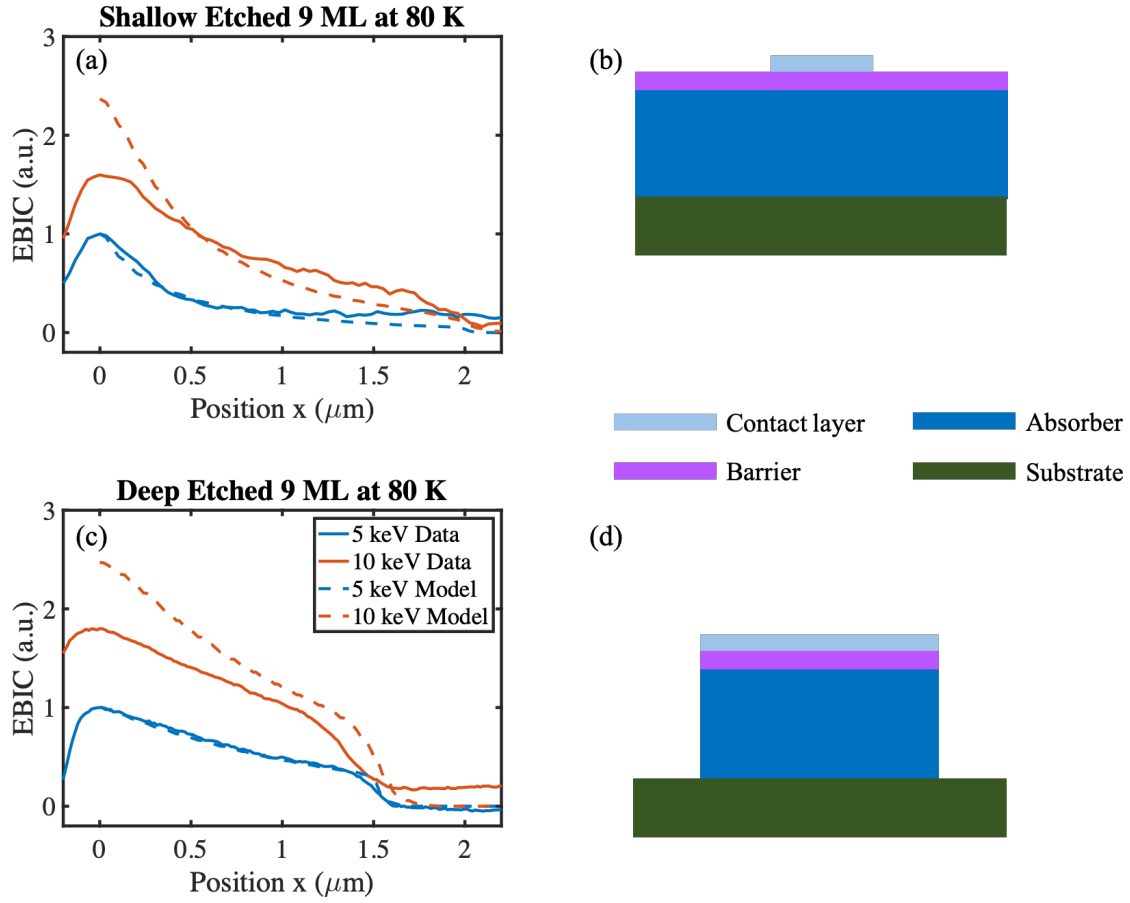 Shallow Etched 9 ML at 80 K
(a)
3
2
1
0
EBIC (a.u.)
0
0.5
1
1.5
2
Position x (μm)
(b)
Contact layer
Absorber
Barrier
Substrate
Deep Etched 9 ML at 80 K
(c)
3
2
1
0
EBIC (a.u.)
5 keV Data
10 keV Data
5 keV Model
10 keV Model
0
0.5
1
1.5
2
Position x (μm)
(d)